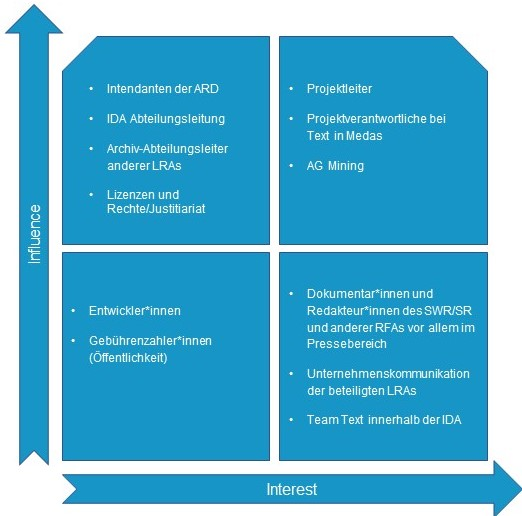 Influence
Intendanten der ARD
IDA Abteilungsleitung
Archiv-Abteilungsleiter
anderer LRAs
Lizenzen und
Rechte/Justitiariat
Projektleiter
Projektverantwortliche bei
Text in Medas
AG Mining
Entwickler*innen
Gebührenzahler*innen
(Öffentlichkeit)
Dokumentar*innen und
Redakteur*innen des SWR/SR
und anderer RFAs vor allem im
Pressebereich
Unternehmenskommunikation
der beteiligten LRAs
Team Text innerhalb der IDA
Interest